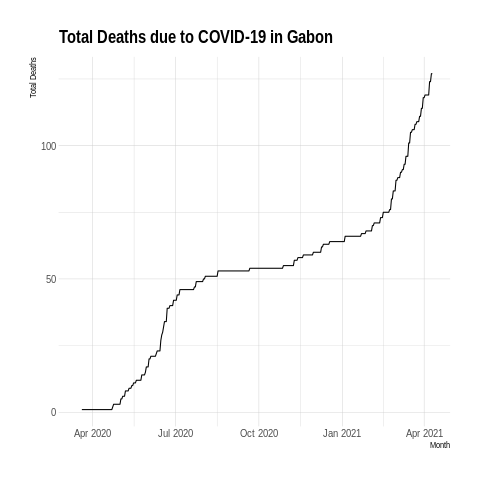 Total Deaths due to COVID-19 in Gabon
Total Deaths
100
50
0
Apr 2020 Jul 2020 Oct 2020 Jan 2021 Apr 2021
Month